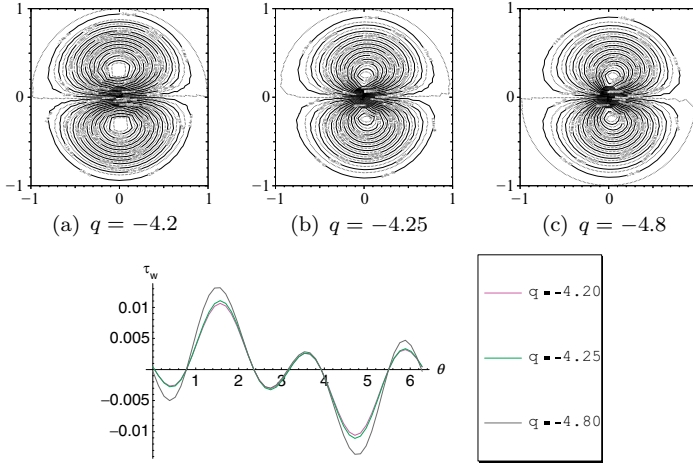 1
0
−1
−1
0
1
(a) q = −4.2
1
0
−1
−1
0
1
(b) q = −4.25
1
0
−1
−1
0
1
(c) q = −4.8
τw
0.01
0.005
−0.005
−0.01
1 2 3 4 5 6
θ
q = −4.20
q = −4.25
q = −4.80